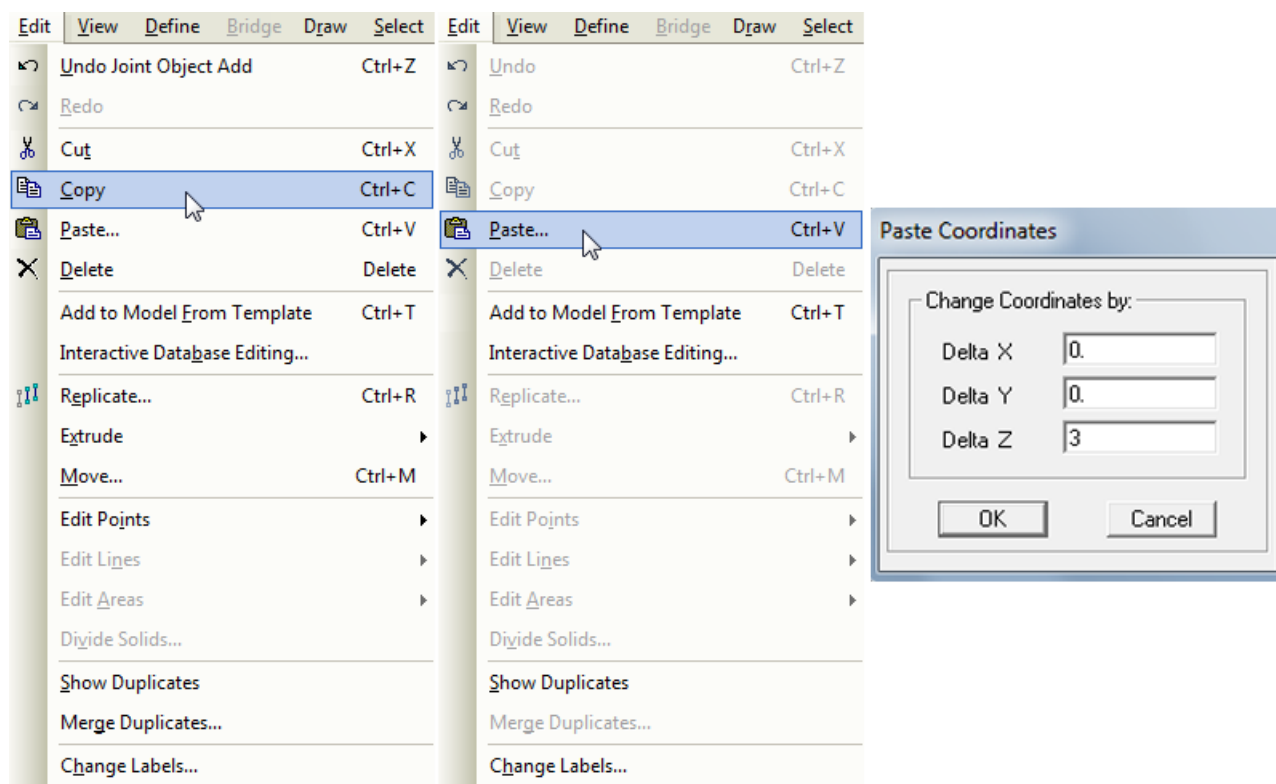 Edit View Define Bridge Draw Select
Undo Joint Object Add Ctrl+Z
Redo
Cut Ctrl+X
Copy Ctrl+C
Paste... Ctrl+V
Delete Delete
Add to Model From Template Ctrl+T
Interactive Database Editing...
Replicate... Ctrl+R
Extrude
Move... Ctrl+M
Edit Points
Edit Lines
Edit Areas
Divide Solids...
Show Duplicates
Merge Duplicates...
Change Labels...
Edit View Define Bridge Draw Select
Undo Ctrl+Z
Redo
Cut Ctrl+X
Copy Ctrl+C
Paste... Ctrl+V
Delete Delete
Add to Model From Template Ctrl+T
Interactive Database Editing...
Replicate... Ctrl+R
Extrude
Move... Ctrl+M
Edit Points
Edit Lines
Edit Areas
Divide Solids...
Show Duplicates
Merge Duplicates...
Change Labels...
Paste Coordinates
Change Coordinates by:
Delta X 0.
Delta Y 0.
Delta Z 3
OK Cancel